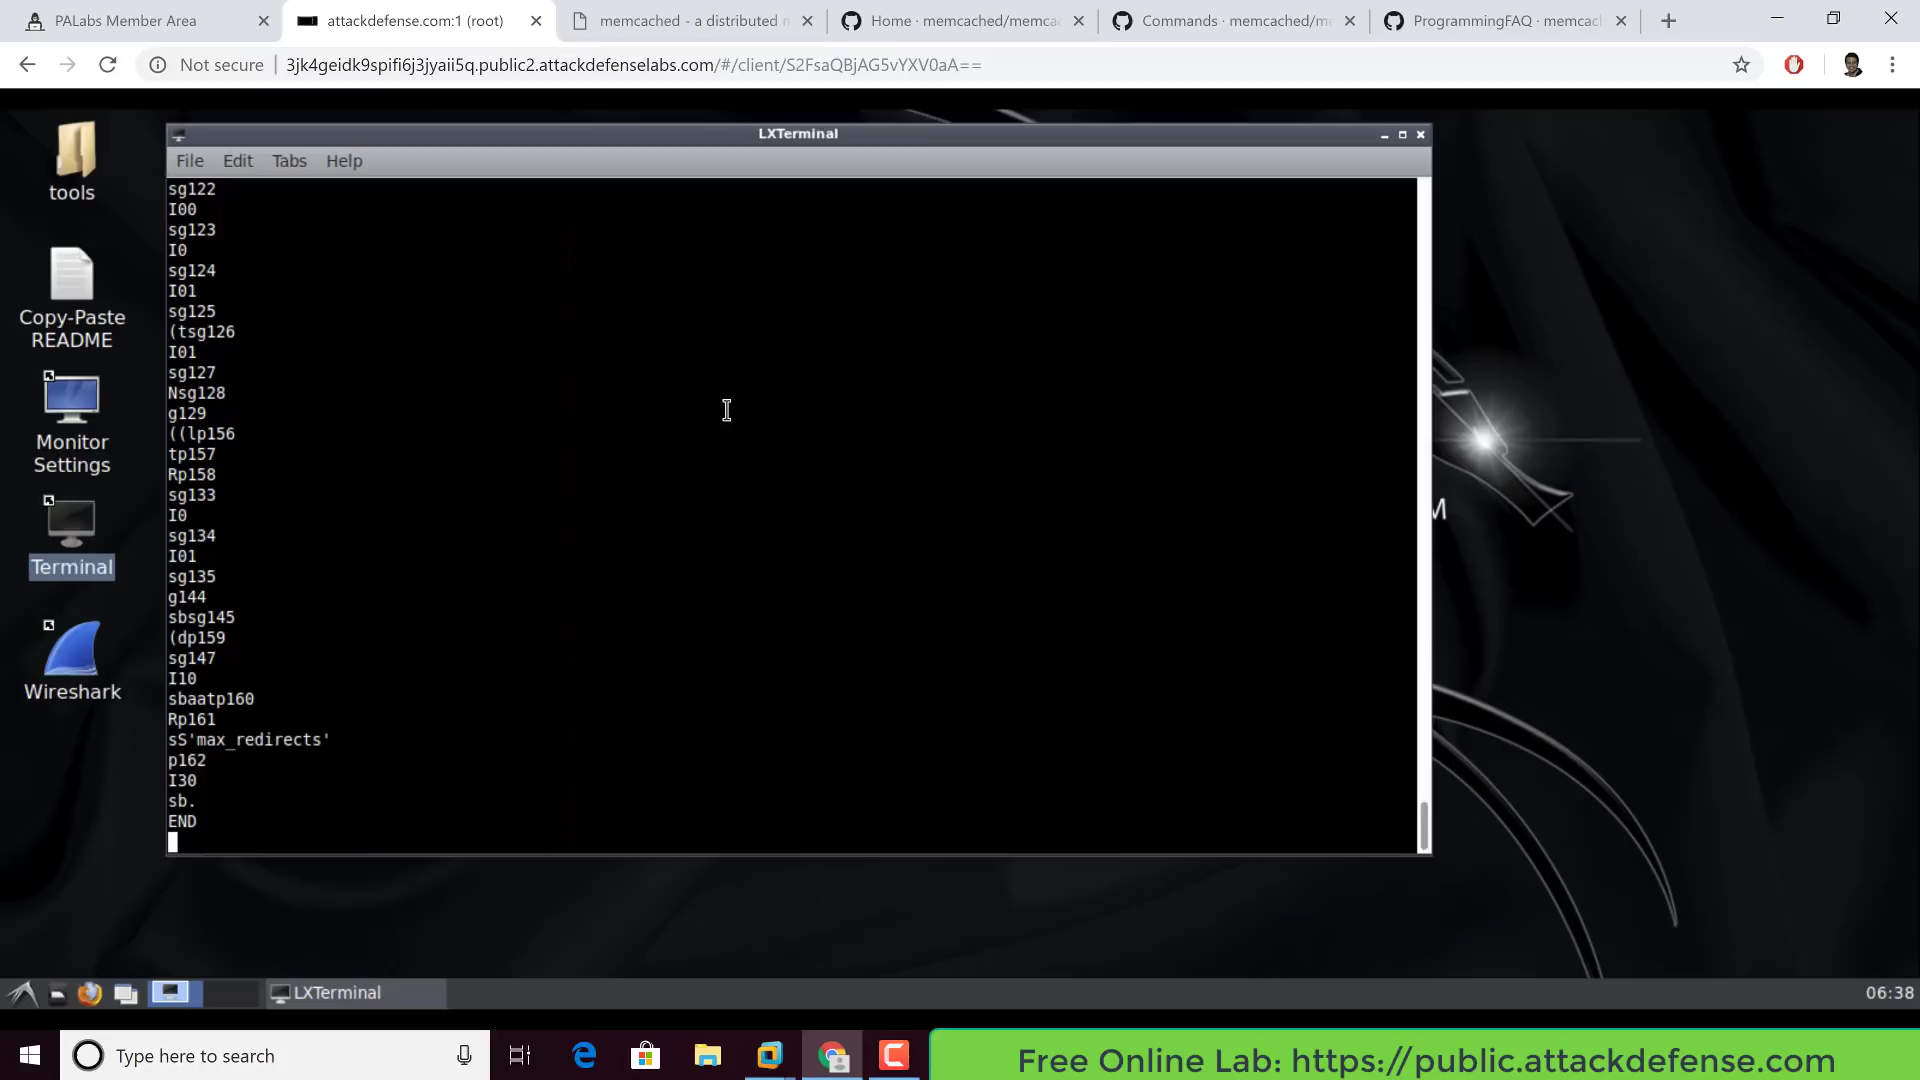 PALabs Member Area
attackdefense.com:1 (root)
memcached - a distributed m
Home · memcached/memca
Commands · memcached/me
ProgrammingFAQ · memcach
Not secure
3jk4geidk9spifi6j3jyaii5q.public2.attackdefenselabs.com/#/client/S2FsaQBjAG5vYXV0aA==
LXTerminal
File Edit Tabs Help
tools
Copy-Paste
README
Monitor
Settings
Terminal
Wireshark
sg122
I00
sg123
I0
sg124
I01
sg125
(tsg126
I01
sg127
Nsg128
g129
((lp156
tp157
Rp158
sg133
I0
sg134
I01
sg135
g144
sbsg145
(dp159
sg147
I10
sbaatp160
Rp161
sS'max_redirects'
p162
I30
sb.
END
M
LXTerminal
06:38
Type here to search
Free Online Lab: https://public.attackdefense.com